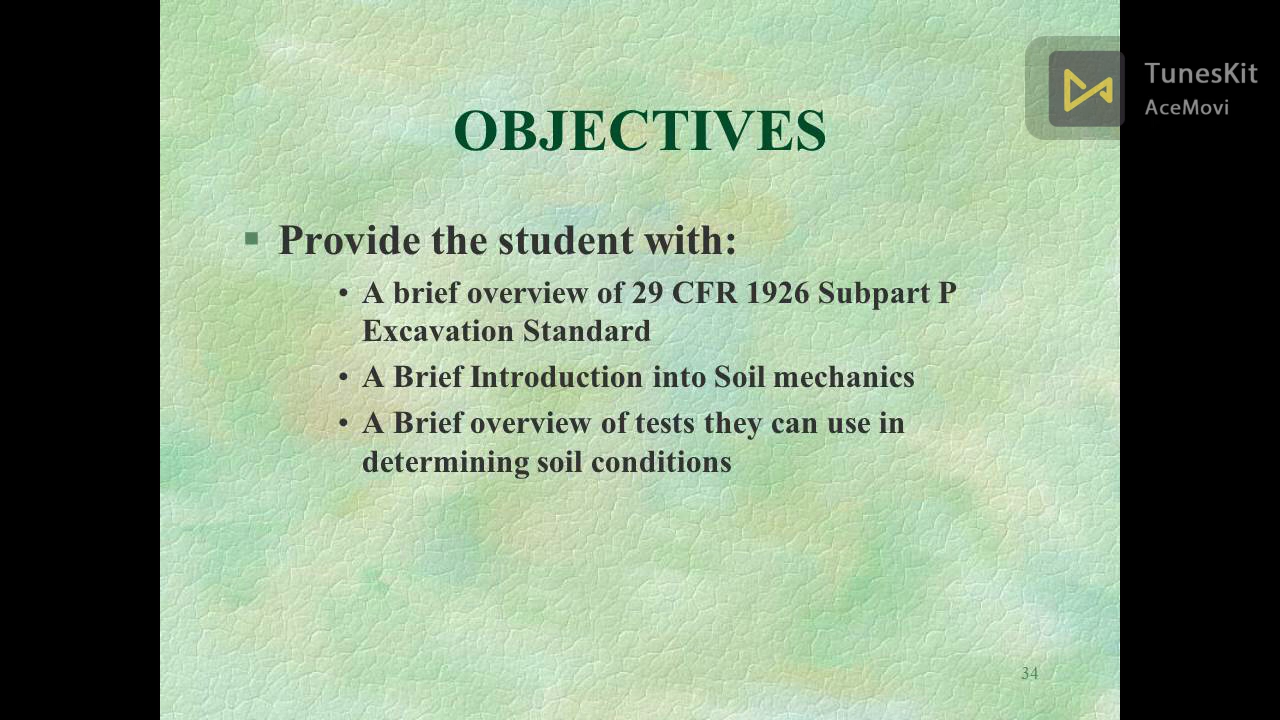 TunesKit
AceMovi
OBJECTIVES
▪ Provide the student with:
• A brief overview of 29 CFR 1926 Subpart P
Excavation Standard
• A Brief Introduction into Soil mechanics
• A Brief overview of tests they can use in
determining soil conditions
34